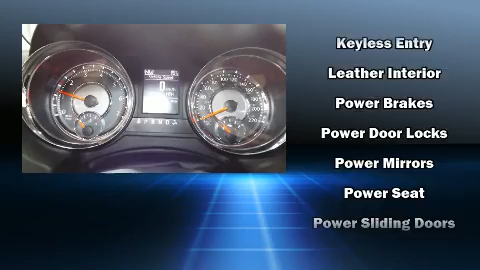 Keyless Entry
Leather Interior
Power Brakes
Power Door Locks
Power Mirrors
Power Seat
Power Sliding Doors